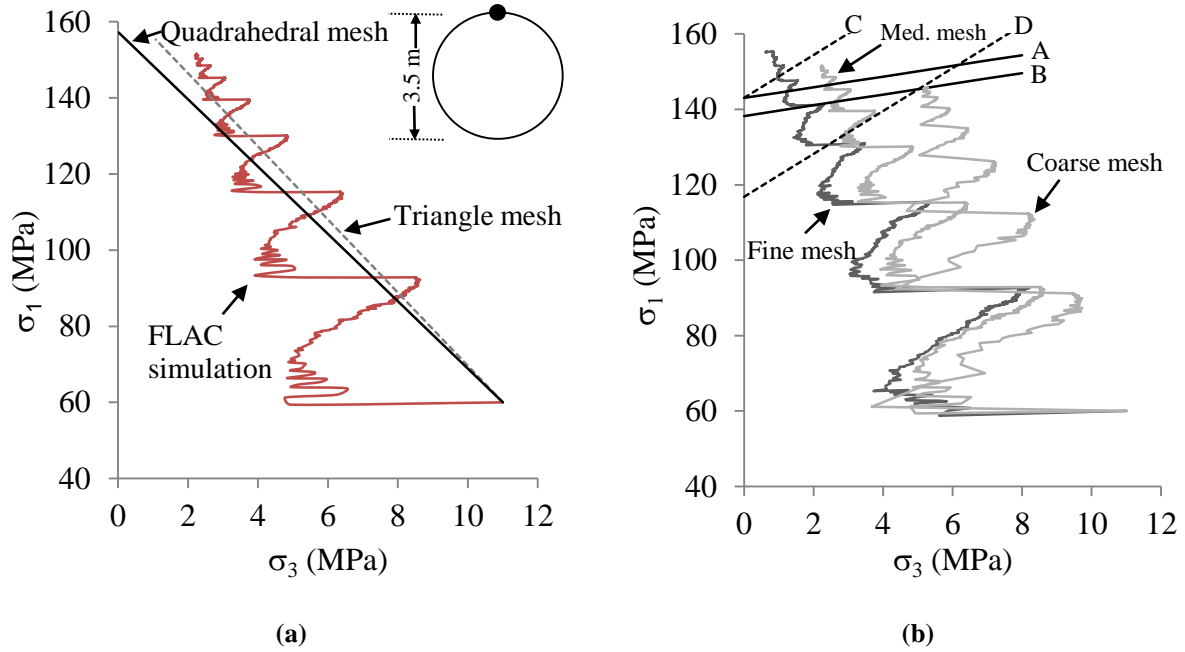 160
140
120
100
80
60
40
σ1 (MPa)
Quadrahedral mesh
3.5 m
Triangle mesh
FLAC
simulation
0 2 4 6 8 10 12
σ3 (MPa)
(a)
160
140
120
100
80
60
40
σ1 (MPa)
C
Med. mesh
D
A
B
Coarse mesh
Fine mesh
0 2 4 6 8 10 12
σ3 (MPa)
(b)